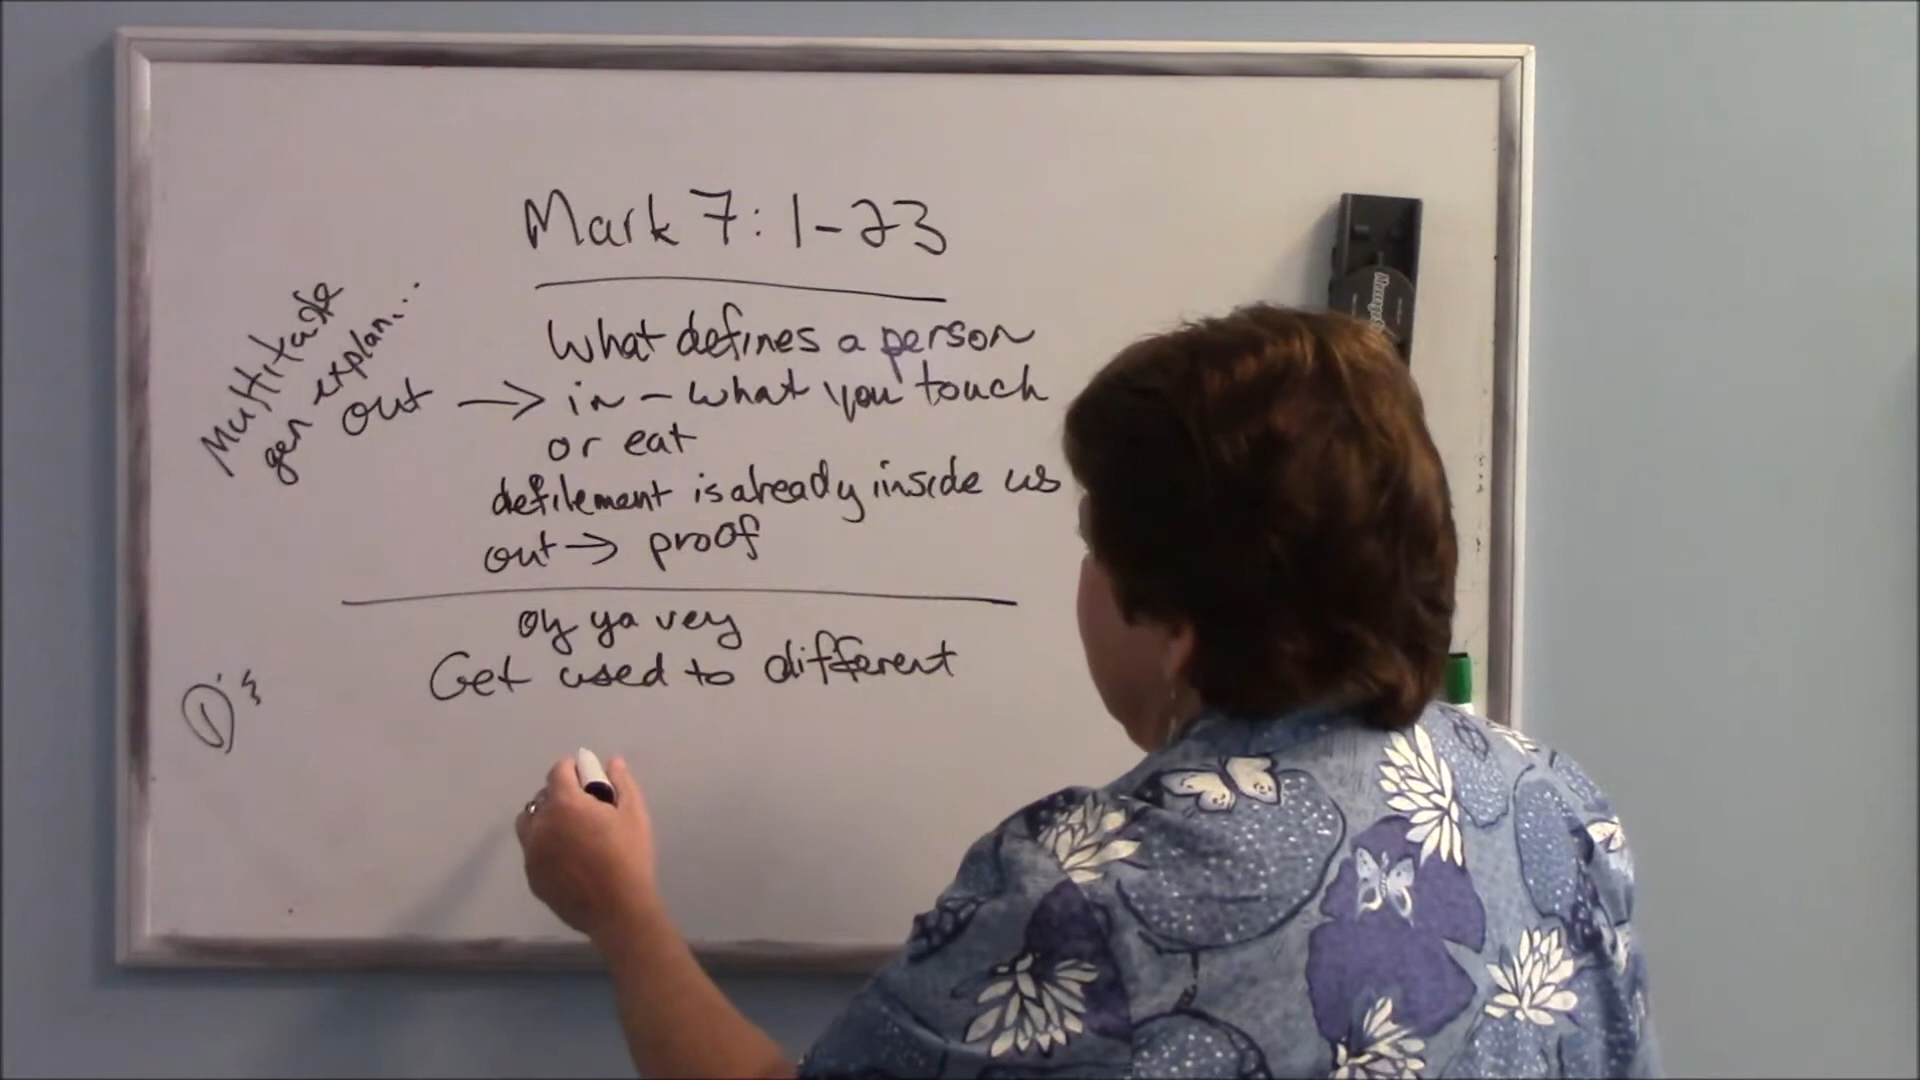 Mark 7:1-23
What defines a person
Multitude
gen explan...
out → in - what you touch
or eat
defilement is already inside us
out → proof
oy ya vey
Get used to different
D's